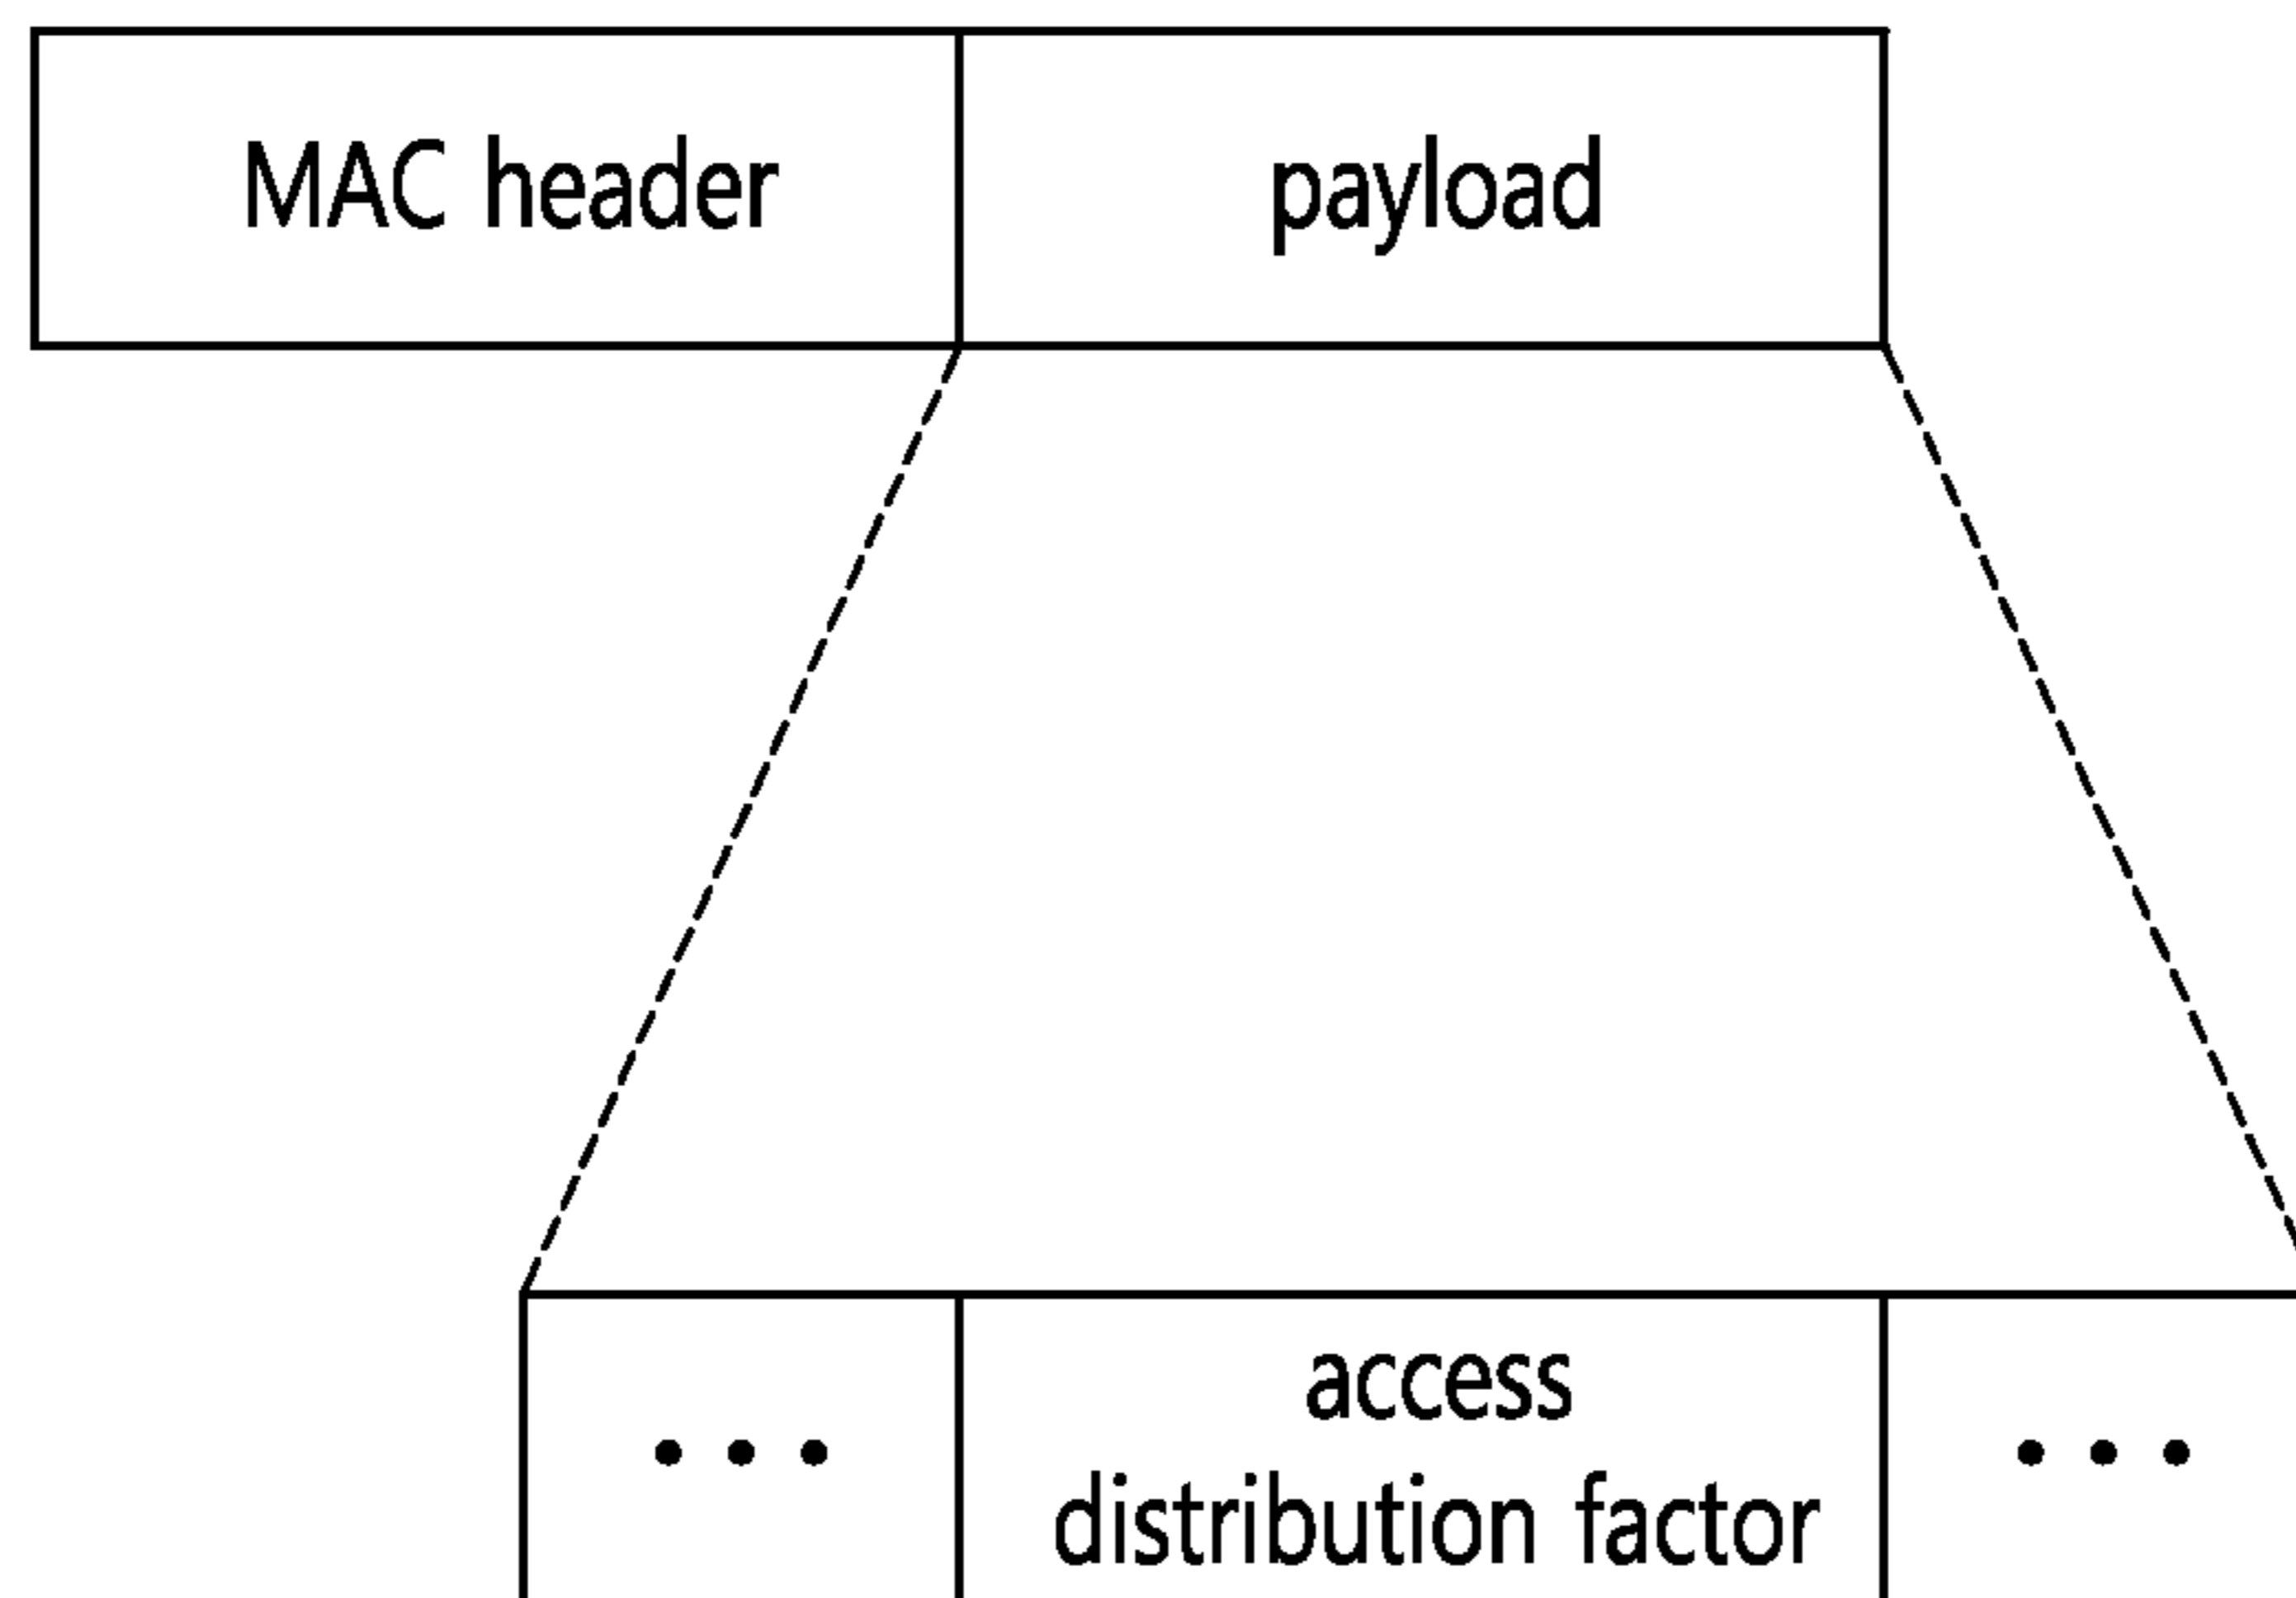 MAC header
payload
• • •
access
distribution factor
• • •